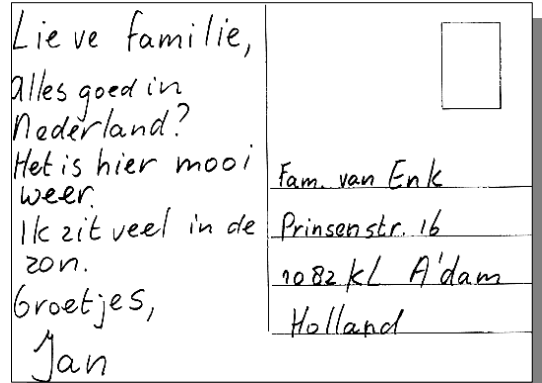 Lieve familie,
alles goed in
Nederland?
Het is hier mooi
weer.
Ik zit veel in de
zon.
Groetjes,
Jan
Fam. van Enk
Prinsenstr. 16
1082 KL A'dam
Holland